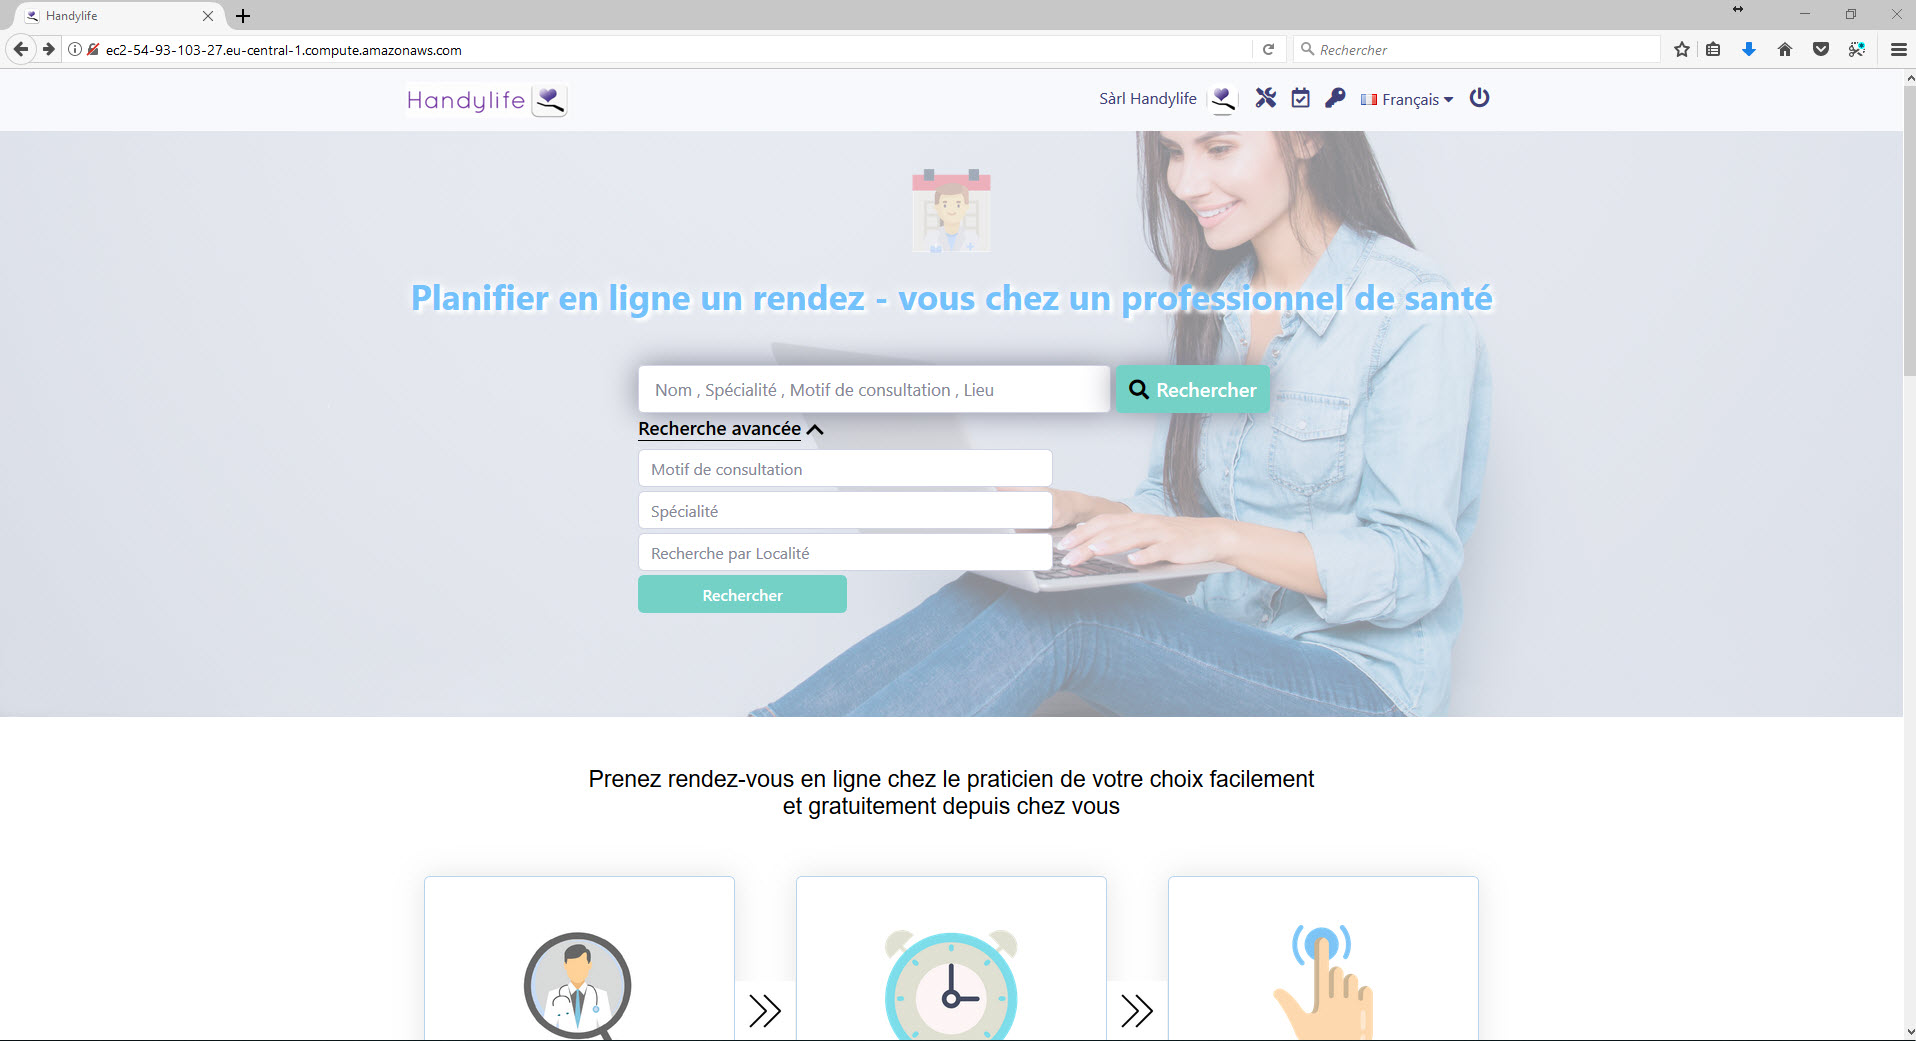 Handylife
ec2-54-93-103-27.eu-central-1.compute.amazonaws.com
Rechercher
Handylife
Sàrl Handylife
Français
Planifier en ligne un rendez - vous chez un professionnel de santé
Nom , Spécialité , Motif de consultation , Lieu
Rechercher
Recherche avancée
Motif de consultation
Spécialité
Recherche par Localité
Rechercher
Prenez rendez-vous en ligne chez le praticien de votre choix facilement
et gratuitement depuis chez vous